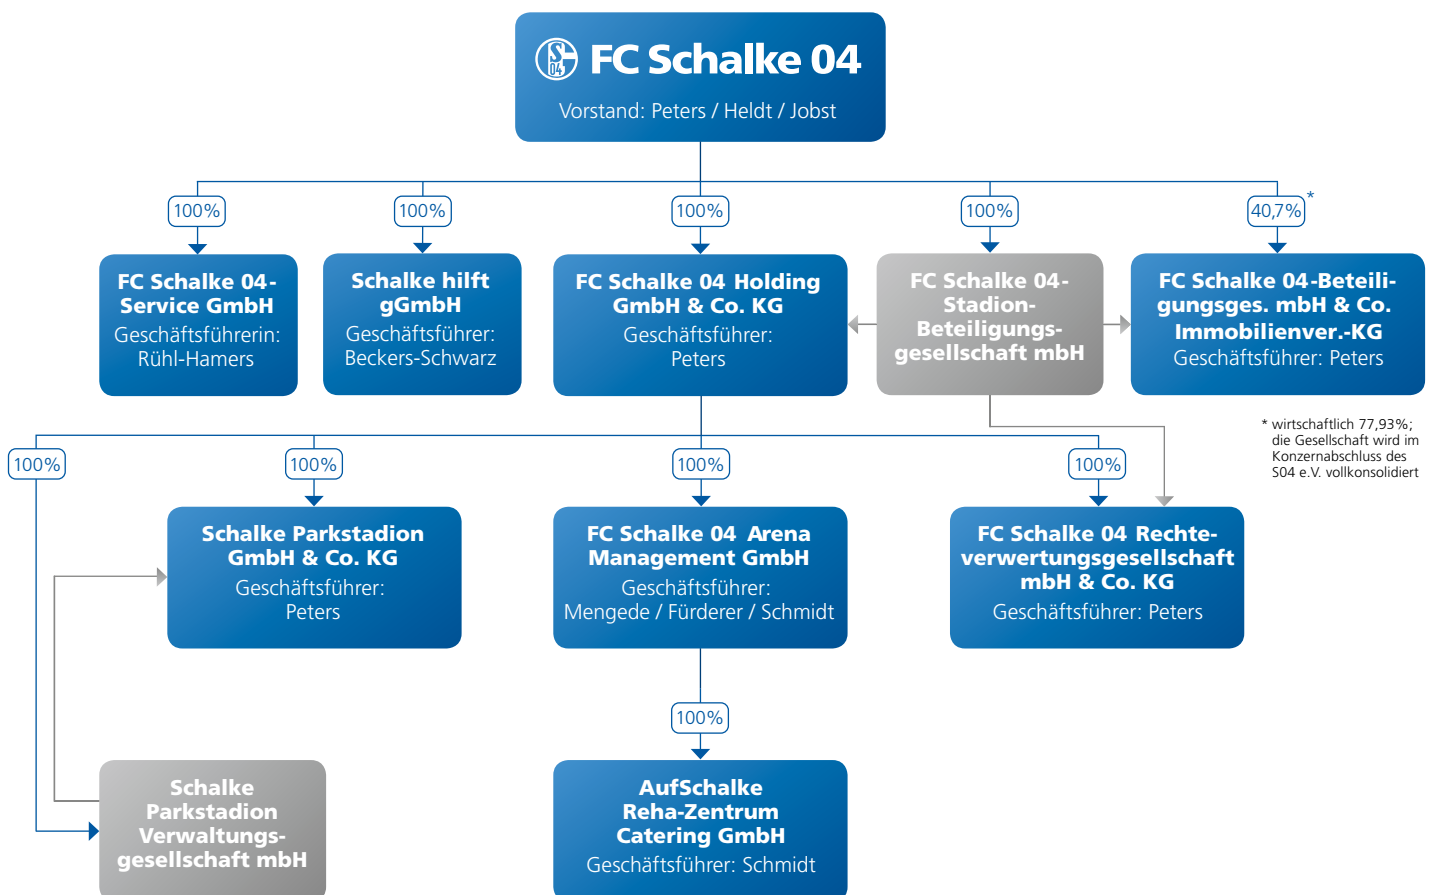 FC Schalke 04
Vorstand: Peters / Heldt / Jobst
100%
100%
100%
100%
40,7%
*
FC Schalke 04-
Service GmbH
Geschäftsführerin:
Rühl-Hamers
Schalke hilft
gGmbH
Geschäftsführer:
Beckers-Schwarz
FC Schalke 04 Holding
GmbH & Co. KG
Geschäftsführer:
Peters
FC Schalke 04-
Stadion-
Beteiligungs-
gesellschaft mbH
FC Schalke 04-Beteili-
gungsges. mbH & Co.
Immobilienver.-KG
Geschäftsführer: Peters
* wirtschaftlich 77,93%;
die Gesellschaft wird im
Konzernabschluss des
S04 e.V. vollkonsolidiert
100%
100%
100%
100%
Schalke Parkstadion
GmbH & Co. KG
Geschäftsführer:
Peters
FC Schalke 04 Arena
Management GmbH
Geschäftsführer:
Mengede / Fürderer / Schmidt
FC Schalke 04 Rechte-
verwertungsgesellschaft
mbH & Co. KG
Geschäftsführer: Peters
100%
Schalke
Parkstadion
Verwaltungs-
gesellschaft mbH
AufSchalke
Reha-Zentrum
Catering GmbH
Geschäftsführer: Schmidt